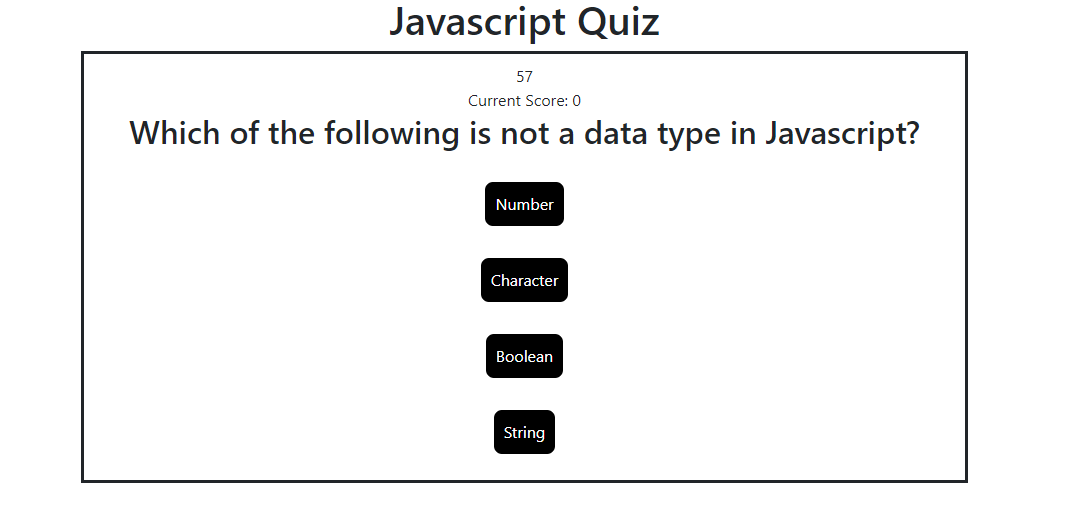 Javascript Quiz
57
Current Score: 0
Which of the following is not a data type in Javascript?
Number
Character
Boolean
String